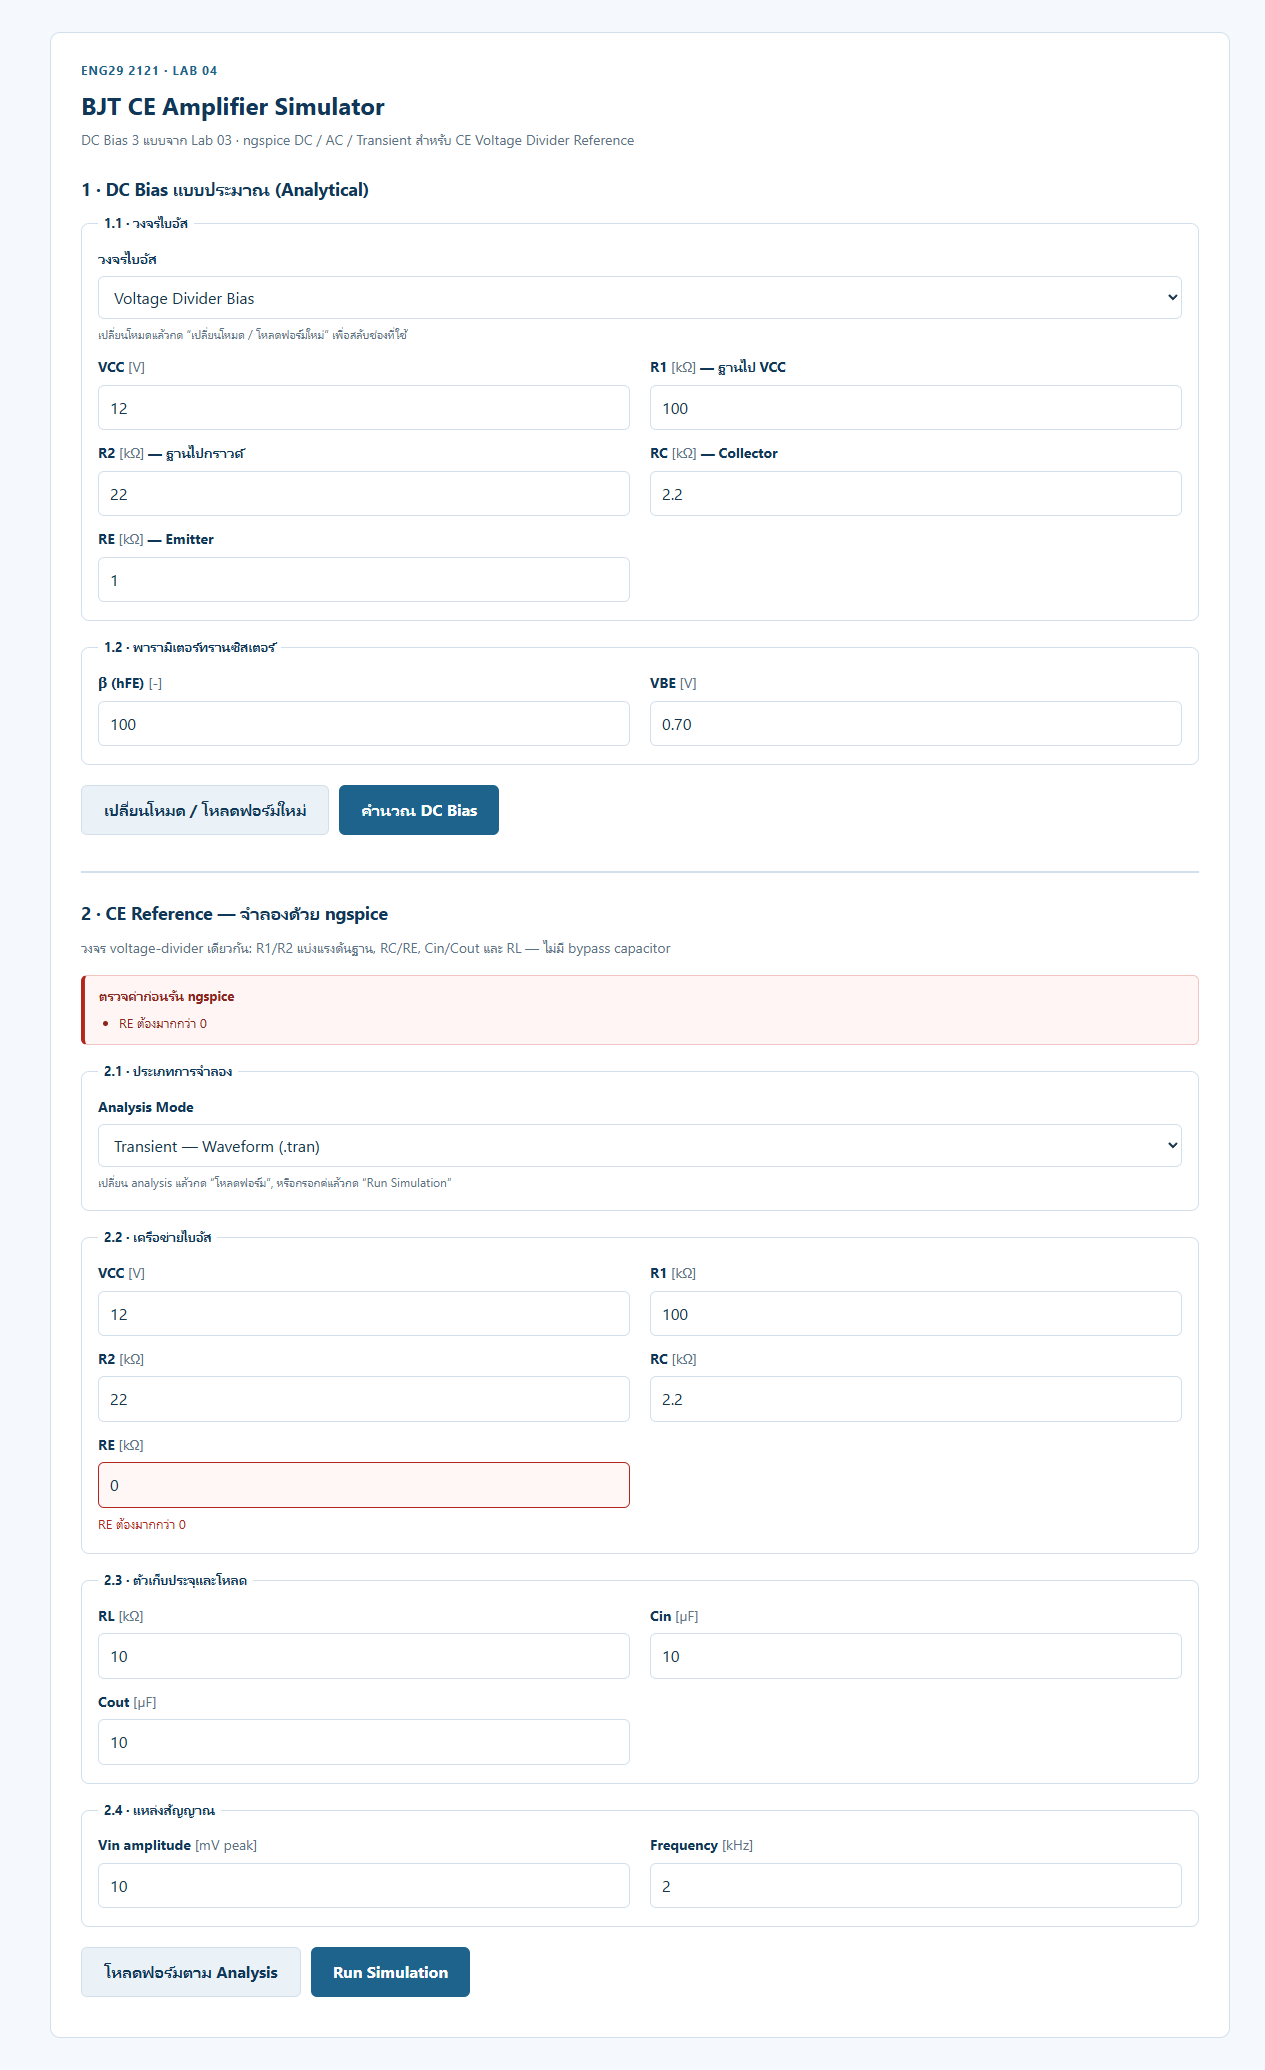 ENG29 2121 · LAB 04
BJT CE Amplifier Simulator
DC Bias 3 แบบจาก Lab 03 · ngspice DC / AC / Transient สำหรับ CE Voltage Divider Reference
1 · DC Bias แบบประมาณ (Analytical)
1.1 · วงจรไบอัส
วงจรไบอัส
Voltage Divider Bias
เปลี่ยนโหมดแล้วกด “เปลี่ยนโหมด / โหลดฟอร์มใหม่” เพื่อสลับช่องที่ใช้
VCC [V]
R1 [kΩ] — ฐานไป VCC
12
100
R2 [kΩ] — ฐานไปกราวด์
RC [kΩ] — Collector
22
2.2
RE [kΩ] — Emitter
1
1.2 · พารามิเตอร์ทรานซิสเตอร์
β (hFE) [-]
VBE [V]
100
0.70
เปลี่ยนโหมด / โหลดฟอร์มใหม่
คำนวณ DC Bias
2 · CE Reference — จำลองด้วย ngspice
วงจร voltage-divider เดียวกัน: R1/R2 แบ่งแรงดันฐาน, RC/RE, Cin/Cout และ RL — ไม่มี bypass capacitor
ตรวจค่าก่อนรัน ngspice
• RE ต้องมากกว่า 0
2.1 · ประเภทการจำลอง
Analysis Mode
Transient — Waveform (.tran)
เปลี่ยน analysis แล้วกด “โหลดฟอร์ม”, หรือกรอกค่าแล้วกด “Run Simulation”
2.2 · เครือข่ายไบอัส
VCC [V]
R1 [kΩ]
12
100
R2 [kΩ]
RC [kΩ]
22
2.2
RE [kΩ]
0
RE ต้องมากกว่า 0
2.3 · ตัวเก็บประจุและโหลด
RL [kΩ]
Cin [µF]
10
10
Cout [µF]
10
2.4 · แหล่งสัญญาณ
Vin amplitude [mV peak]
Frequency [kHz]
10
2
โหลดฟอร์มตาม Analysis
Run Simulation